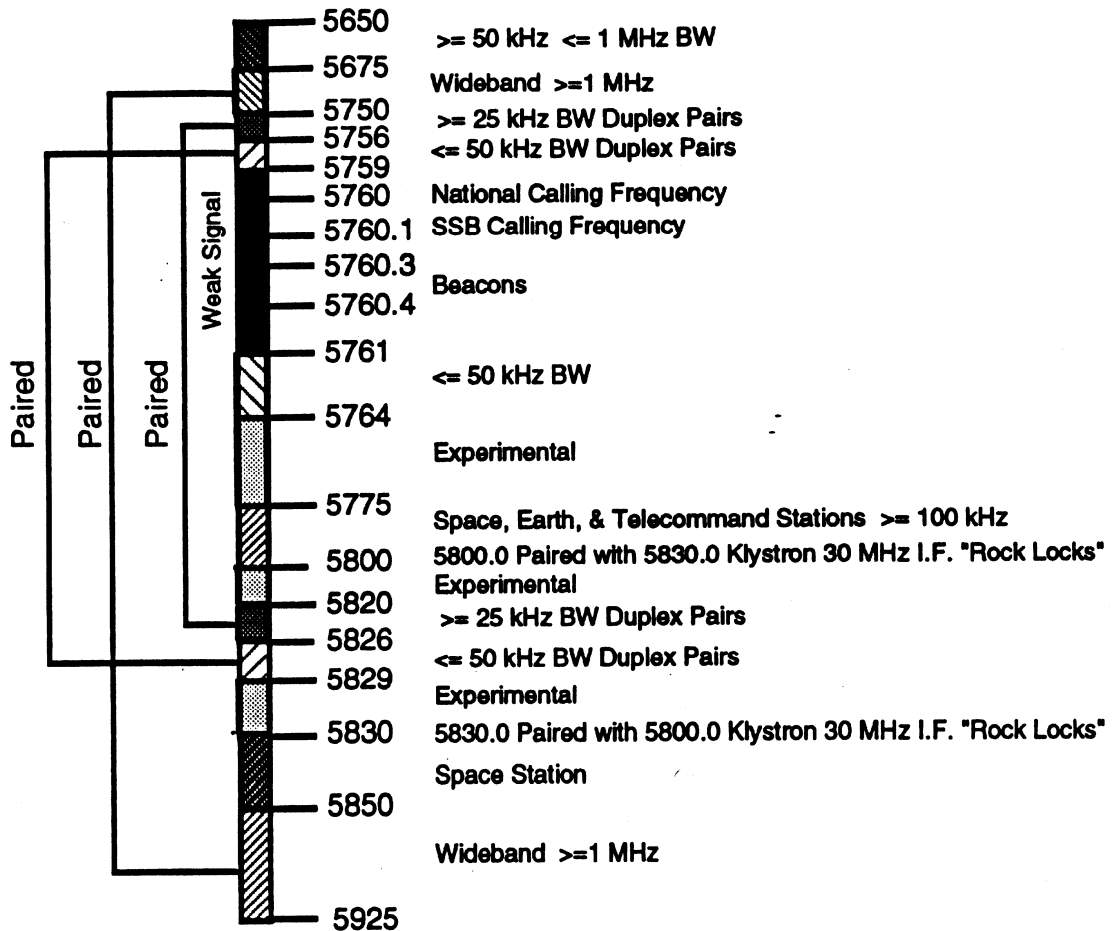 5650
>= 50 kHz <= 1 MHz BW
5675
Wideband >=1 MHz
5750
>= 25 kHz BW Duplex Pairs
5756
<= 50 kHz BW Duplex Pairs
5759
5760 National Calling Frequency
5760.1 SSB Calling Frequency
5760.3
Beacons
5760.4
Weak Signal
5761
<= 50 kHz BW
Paired
Paired
Paired
5764
Experimental
5775
Space, Earth, & Telecommand Stations >= 100 kHz
5800 5800.0 Paired with 5830.0 Klystron 30 MHz I.F. "Rock Locks"
Experimental
5820
>= 25 kHz BW Duplex Pairs
5826
<= 50 kHz BW Duplex Pairs
5829
Experimental
5830 5830.0 Paired with 5800.0 Klystron 30 MHz I.F. "Rock Locks"
Space Station
5850
Wideband >=1 MHz
5925